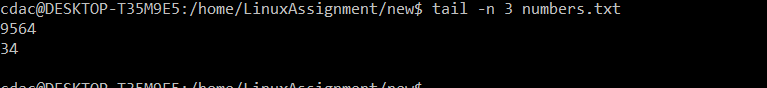 cdac@DESKTOP-T35M9E5:/home/LinuxAssignment/new$ tail -n 3 numbers.txt
9564
34
cdac@DESKTOP-T35M9E5:/home/LinuxAssignment/new$